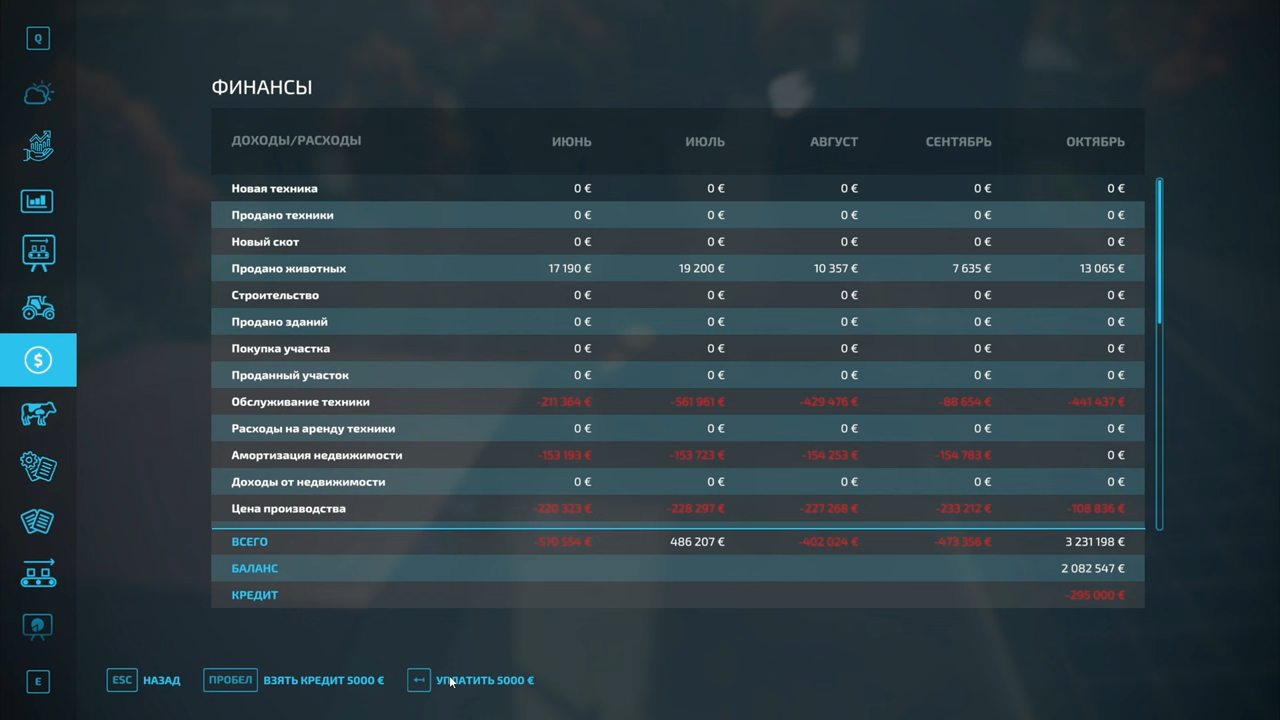 Q
ФИНАНСЫ
ДОХОДЫ/РАСХОДЫ ИЮНЬ ИЮЛЬ АВГУСТ СЕНТЯБРЬ ОКТЯБРЬ
Новая техника 0 € 0 € 0 € 0 € 0 €
Продано техники 0 € 0 € 0 € 0 € 0 €
Новый скот 0 € 0 € 0 € 0 € 0 €
Продано животных 17 190 € 19 200 € 10 357 € 7 635 € 13 065 €
Строительство 0 € 0 € 0 € 0 € 0 €
Продано зданий 0 € 0 € 0 € 0 € 0 €
Покупка участка 0 € 0 € 0 € 0 € 0 €
Проданный участок 0 € 0 € 0 € 0 € 0 €
Обслуживание техники -211 364 € -561 961 € -429 476 € -88 654 € -441 437 €
Расходы на аренду техники 0 € 0 € 0 € 0 € 0 €
Амортизация недвижимости -153 193 € -153 723 € -154 253 € -154 783 € 0 €
Доходы от недвижимости 0 € 0 € 0 € 0 € 0 €
Цена производства -220 323 € -228 297 € -227 268 € -233 212 € -108 836 €
ВСЕГО -570 554 € 486 207 € -402 024 € -473 356 € 3 231 198 €
БАЛАНС 2 082 547 €
КРЕДИТ -295 000 €
E
ESC НАЗАД ПРОБЕЛ ВЗЯТЬ КРЕДИТ 5000 € УПЛАТИТЬ 5000 €